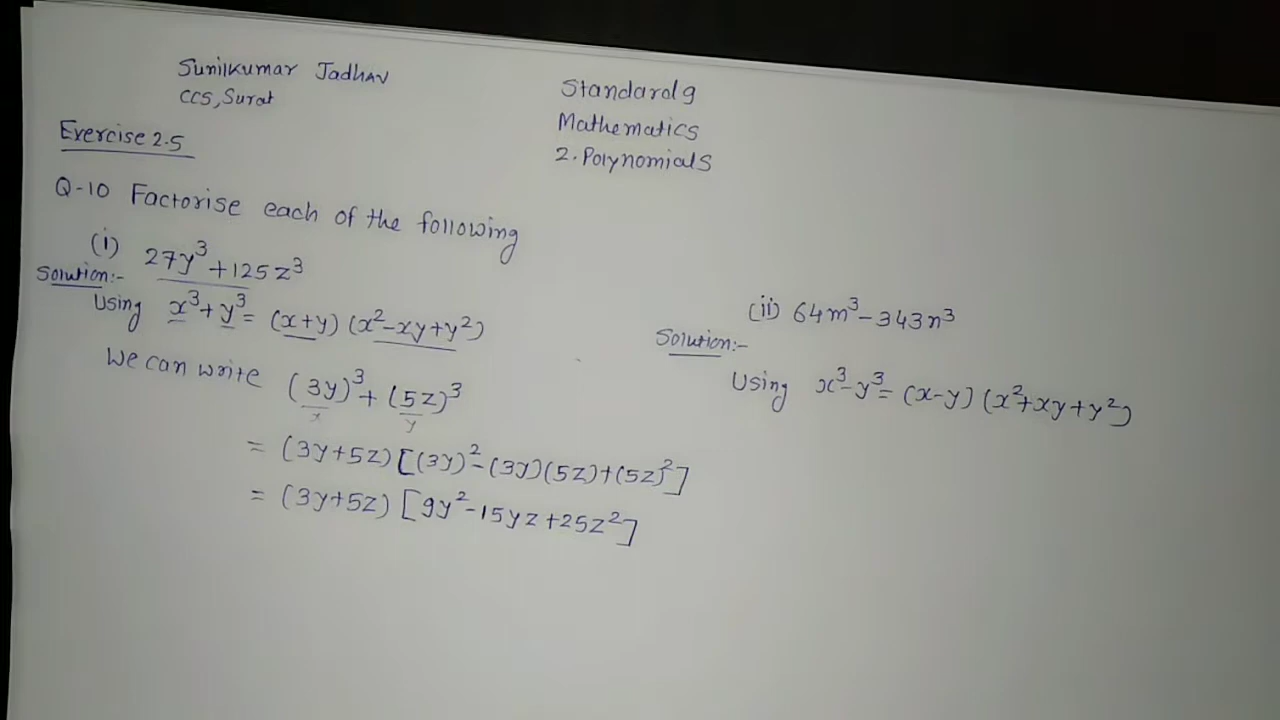 Sunilkumar Jadhav
CCS, Surat
Standard 9
Mathematics
2. Polynomials
Exercise 2.5
Q-10 Factorise each of the following
(i) 27y³+125z³
Solution:-
Using x³+y³= (x+y) (x²-xy+y²)
We can write (3y)³+(5z)³
x y
= (3y+5z) [(3y)²-(3y)(5z)+(5z)²]
= (3y+5z) [9y²-15yz+25z²]
(ii) 64m³-343n³
Solution:-
Using x³-y³= (x-y) (x²+xy+y²)